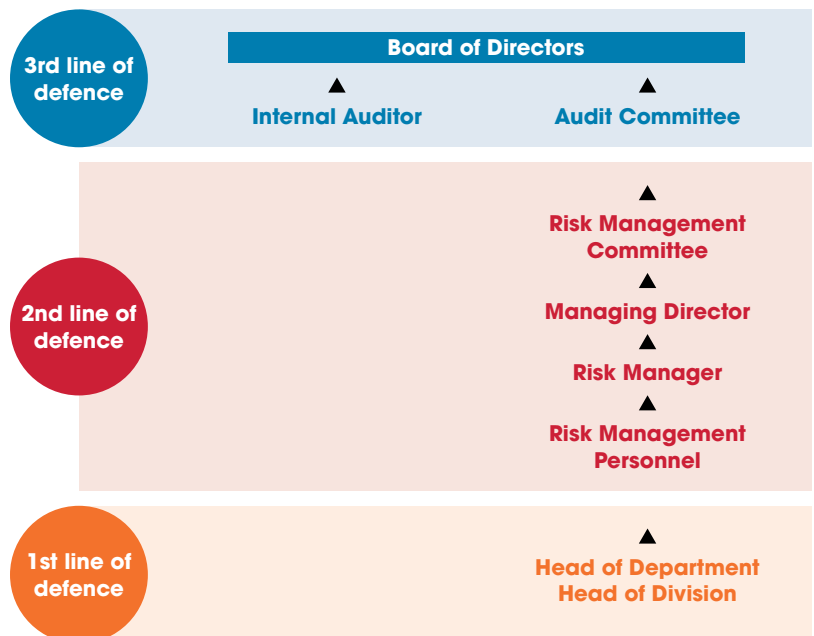 3rd line of
defence
Board of Directors
Internal Auditor
Audit Committee
2nd line of
defence
Risk Management
Committee
Managing Director
Risk Manager
Risk Management
Personnel
1st line of
defence
Head of Department
Head of Division